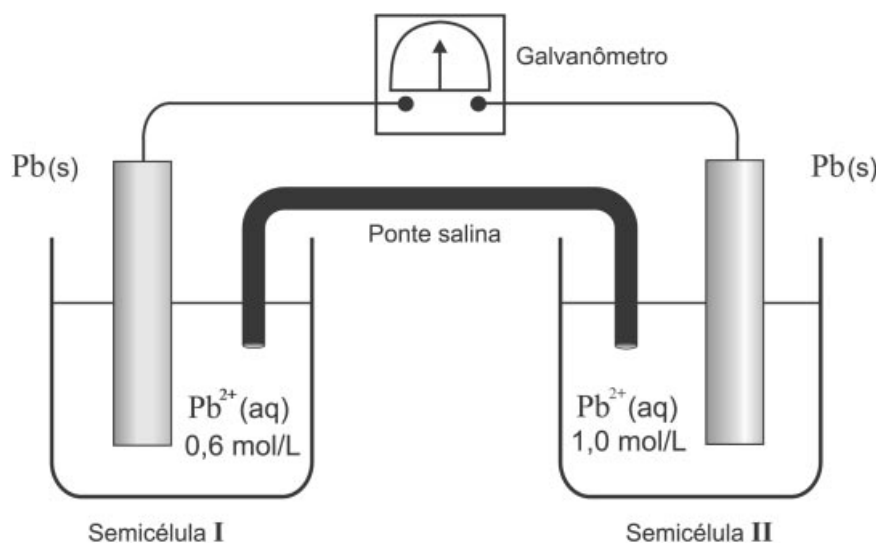 Galvanômetro
Pb(s)
Pb(s)
Ponte salina
Pb²⁺(aq)
0,6 mol/L
Pb²⁺(aq)
1,0 mol/L
Semicélula I
Semicélula II